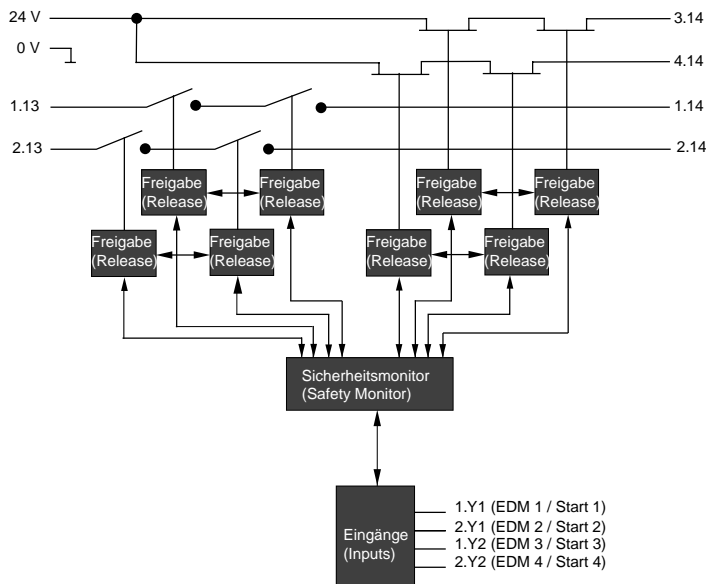 24 V
3.14
0 V
4.14
1.13
1.14
2.13
2.14
Freigabe
(Release)
Freigabe
(Release)
Freigabe
(Release)
Freigabe
(Release)
Freigabe
(Release)
Freigabe
(Release)
Freigabe
(Release)
Freigabe
(Release)
Sicherheitsmonitor
(Safety Monitor)
Eingänge
(Inputs)
1.Y1 (EDM 1 / Start 1)
2.Y1 (EDM 2 / Start 2)
1.Y2 (EDM 3 / Start 3)
2.Y2 (EDM 4 / Start 4)